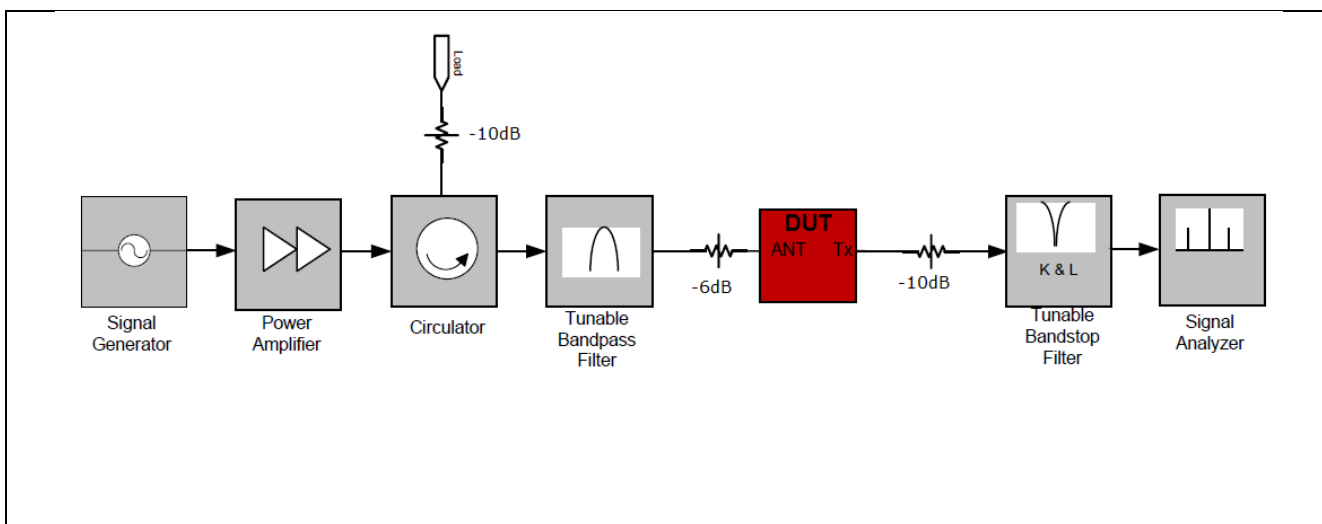 Load
-10dB
DUT
ANT Tx
-6dB
-10dB
K & L
Signal
Generator
Power
Amplifier
Circulator
Tunable
Bandpass
Filter
Tunable
Bandstop
Filter
Signal
Analyzer